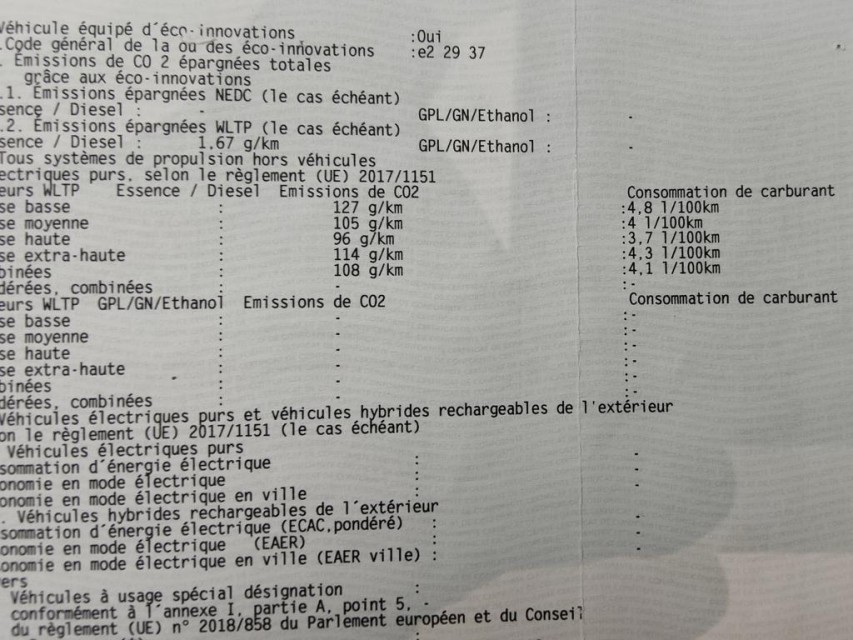 Véhicule équipé d´éco-innovations :Oui
.Code général de la ou des éco-innovations :e2 29 37
. Émissions de CO 2 épargnées totales
grâce aux éco-innovations
.1. Émissions épargnées NEDC (le cas échéant)
sence / Diesel : - GPL/GN/Ethanol : -
.2. Émissions épargnées WLTP (le cas échéant)
sence / Diesel : 1,67 g/km GPL/GN/Ethanol : -
Tous systèmes de propulsion hors véhicules
ectriques purs, selon le règlement (UE) 2017/1151
eurs WLTP Essence / Diesel Emissions de CO2 Consommation de carburant
se basse : 127 g/km :4,8 l/100km
se moyenne : 105 g/km :4 l/100km
se haute : 96 g/km :3,7 l/100km
se extra-haute : 114 g/km :4,3 l/100km
binées : 108 g/km :4,1 l/100km
dérées, combinées : - :-
eurs WLTP GPL/GN/Ethanol Emissions de CO2 Consommation de carburant
se basse : - :-
se moyenne : - :-
se haute : - :-
se extra-haute : - :-
binées : - :-
dérées, combinées : - :-
Véhicules électriques purs et véhicules hybrides rechargeables de l'extérieur
on le règlement (UE) 2017/1151 (le cas échéant)
Véhicules électriques purs
sommation d´énergie électrique : -
onomie en mode électrique : -
onomie en mode électrique en ville : -
. Véhicules hybrides rechargeables de l´extérieur
sommation d´énergie électrique (ECAC,pondéré) : -
onomie en mode électrique (EAER) : -
onomie en mode électrique en ville (EAER ville) : -
ers
Véhicules à usage spécial désignation :
conformément à l´annexe I, partie A, point 5, -
du règlement (UE) n° 2018/858 du Parlement européen et du Conseil